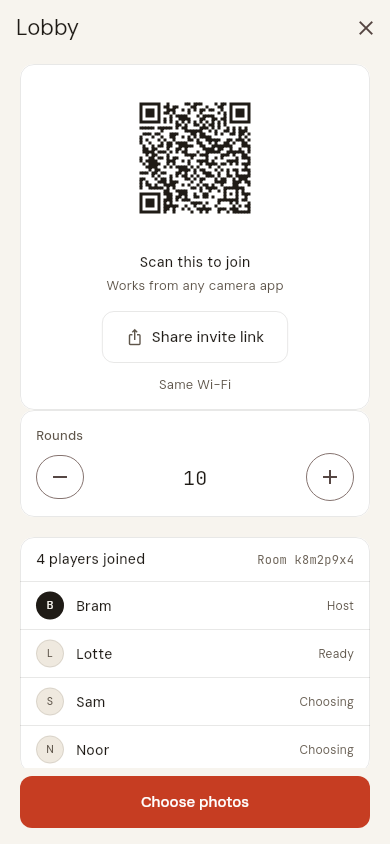 Lobby
Scan this to join
Works from any camera app
Share invite link
Same Wi-Fi
Rounds
10
4 players joined
Room k8m2p9x4
B
Bram
Host
L
Lotte
Ready
S
Sam
Choosing
N
Noor
Choosing
Choose photos